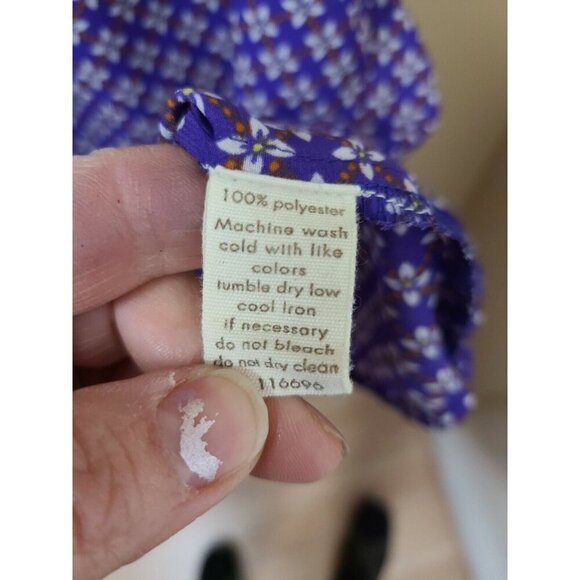 100% polyester
Machine wash
cold with like
colors
tumble dry low
cool iron
if necessary
do not bleach
do not dry clean
116696